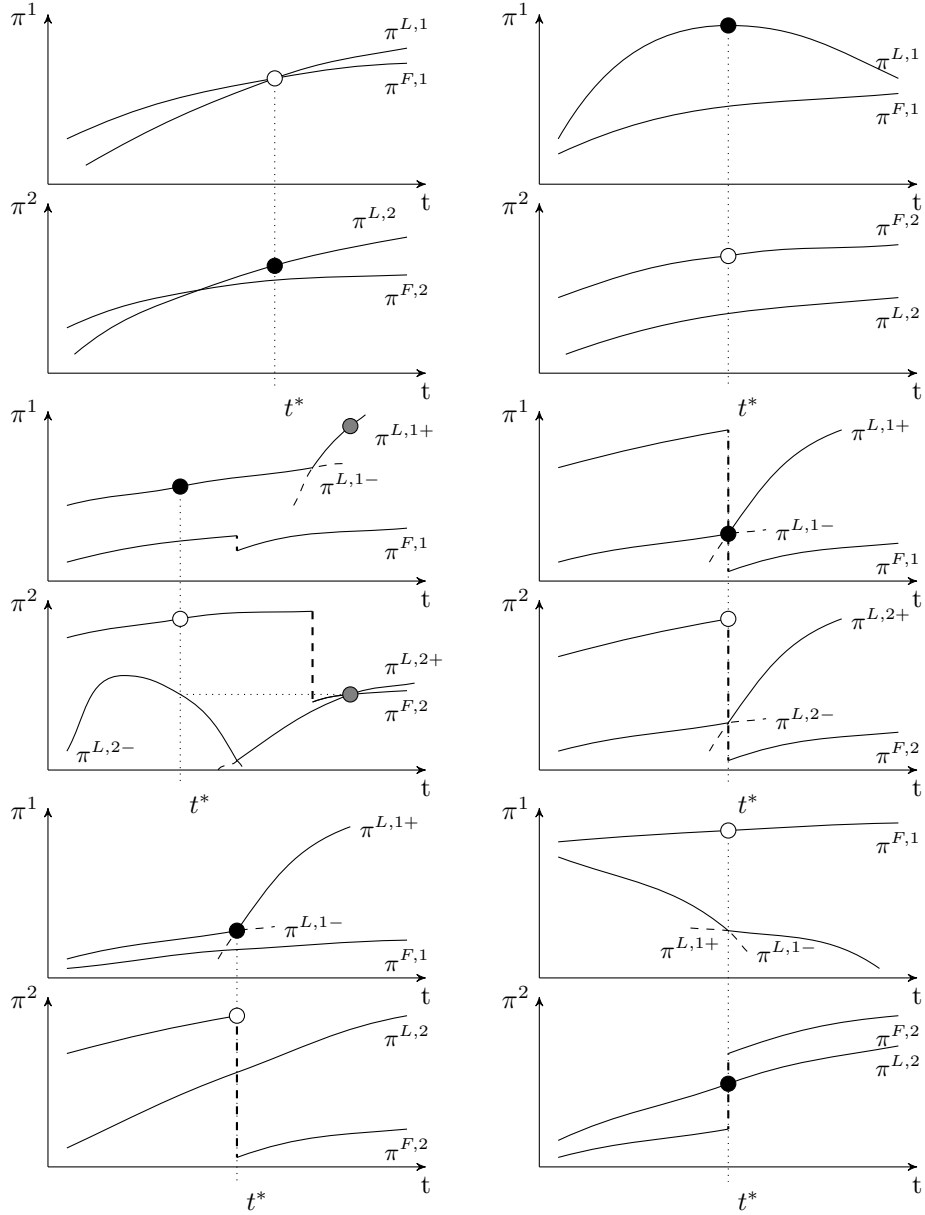 π^1
π^{L,1}
π^{F,1}
t
π^2
π^{L,2}
π^{F,2}
t
t*
π^1
π^{L,1}
π^{F,1}
t
π^2
π^{F,2}
π^{L,2}
t
t*
π^1
π^{L,1+}
π^{L,1-}
π^{F,1}
t
π^2
π^{L,2+}
π^{F,2}
π^{L,2-}
t
t*
π^1
π^{L,1+}
π^{L,1-}
π^{F,1}
t
π^2
π^{L,2+}
π^{L,2-}
π^{F,2}
t
t*
π^1
π^{L,1+}
π^{L,1-}
π^{F,1}
t
π^2
π^{L,2}
π^{F,2}
t
t*
π^1
π^{F,1}
π^{L,1+}
π^{L,1-}
t
π^2
π^{F,2}
π^{L,2}
t
t*